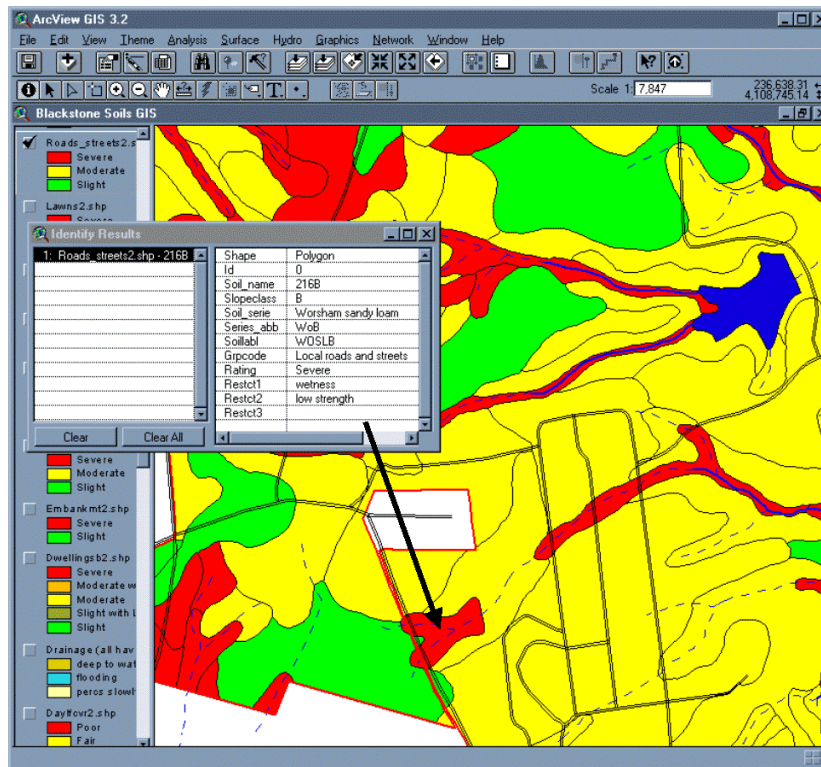 ArcView GIS 3.2
File Edit View Theme Analysis Surface Hydro Graphics Network Window Help
Scale 1: 7,847
236,638.31
4,108,745.14
Blackstone Soils GIS
Roads_streets2.s
Severe
Moderate
Slight
Lawns2.shp
Severe
Identify Results
1: Roads_streets2.shp - 216B
Shape Polygon
Id 0
Soil_name 216B
Slopeclass B
Soil_serie Worsham sandy loam
Series_abb WoB
Soillabl WOSLB
Grpcode Local roads and streets
Rating Severe
Restct1 wetness
Restct2 low strength
Restct3
Clear Clear All
Severe
Moderate
Slight
Embankmt2.shp
Severe
Slight
Dwellingsb2.shp
Severe
Moderate w
Moderate
Slight with L
Slight
Drainage (all hav
deep to wat
flooding
percs slowl
Daylfcvr2.shp
Poor
Fair